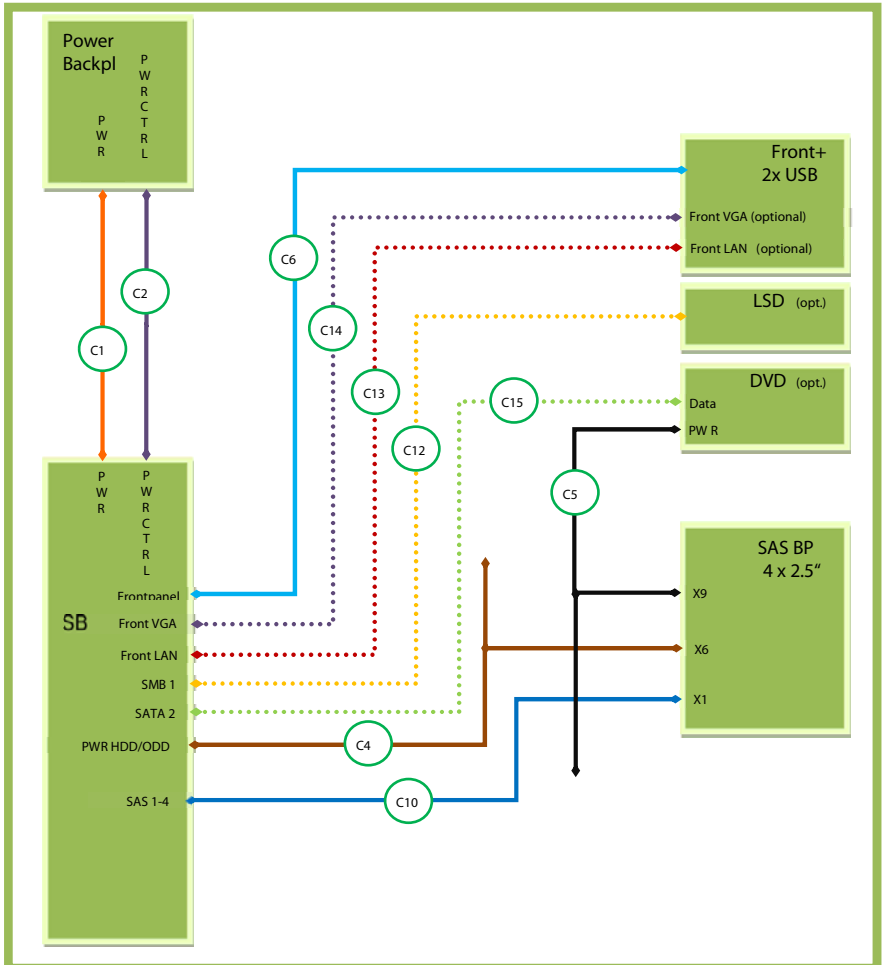 Power
Backpl
PWR
PWRCTRL
Front+
2x USB
Front VGA (optional)
Front LAN (optional)
LSD (opt.)
DVD (opt.)
Data
PW R
SAS BP
4 x 2.5“
X9
X6
X1
C6
C2
C14
C1
C13
C15
C12
C5
C4
C10
PWR
PWRCTRL
SB
Frontpanel
Front VGA
Front LAN
SMB 1
SATA 2
PWR HDD/ODD
SAS 1-4